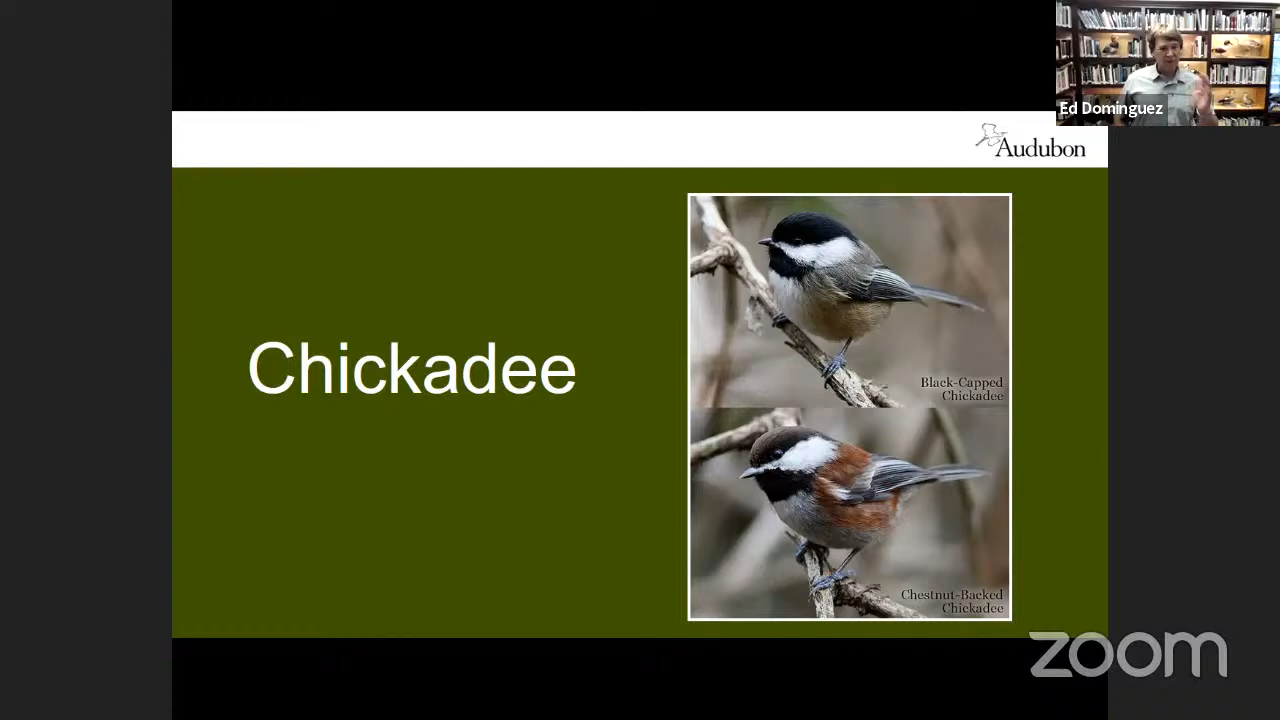 Ed Dominguez
Audubon
Chickadee
Black-Capped
Chickadee
Chestnut-Backed
Chickadee
zoom